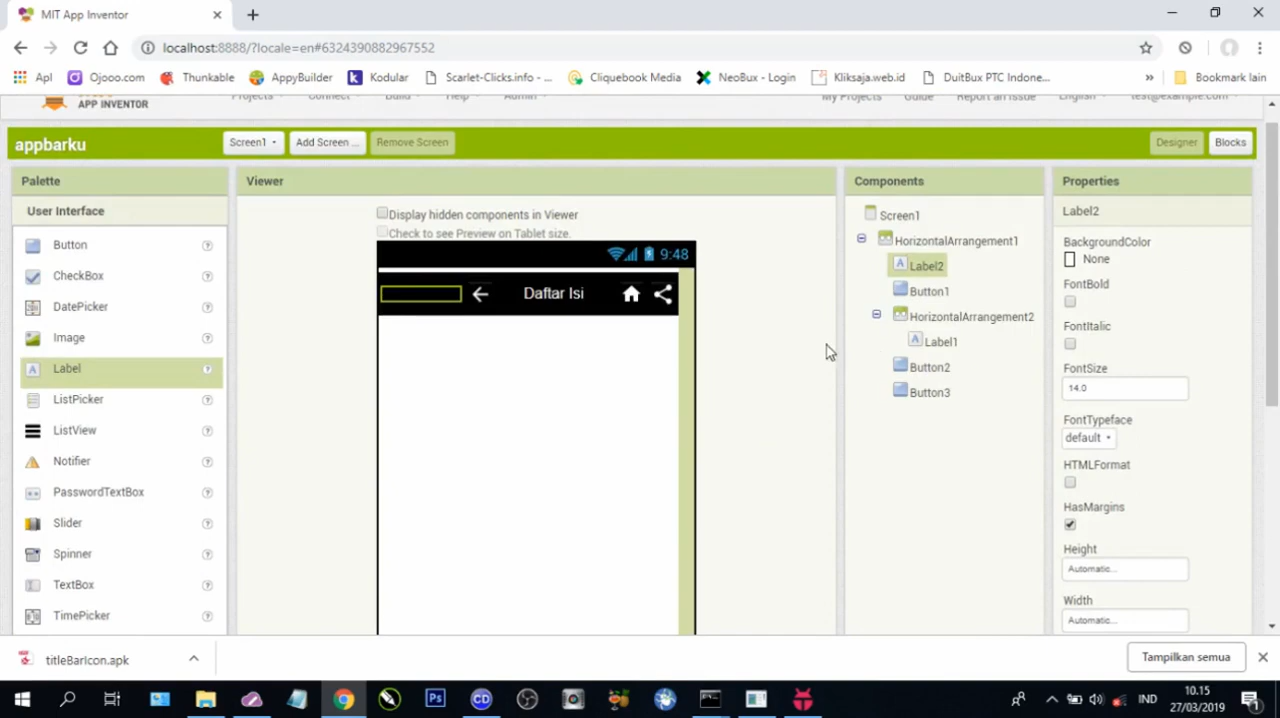 MIT App Inventor
localhost:8888/?locale=en#6324390882967552
Apl
Ojooo.com
Thunkable
AppyBuilder
Kodular
Scarlet-Clicks.info - ...
Cliquebook Media
NeoBux - Login
Kliksaja.web.id
DuitBux PTC Indone...
»
Bookmark lain
APP INVENTOR
Projects
Connect
Build
Help
Admin
My Projects
Guide
Report an Issue
English
test@example.com
appbarku
Screen1
Add Screen ...
Remove Screen
Designer
Blocks
Palette
Viewer
Components
Properties
User Interface
Button
CheckBox
DatePicker
Image
Label
ListPicker
ListView
Notifier
PasswordTextBox
Slider
Spinner
TextBox
TimePicker
Display hidden components in Viewer
Check to see Preview on Tablet size.
9:48
Daftar Isi
Screen1
HorizontalArrangement1
Label2
Button1
HorizontalArrangement2
Label1
Button2
Button3
Label2
BackgroundColor
None
FontBold
FontItalic
FontSize
14.0
FontTypeface
default
HTMLFormat
HasMargins
Height
Automatic...
Width
Automatic...
titleBarIcon.apk
Tampilkan semua
Ps
CD
IND
10.15
27/03/2019